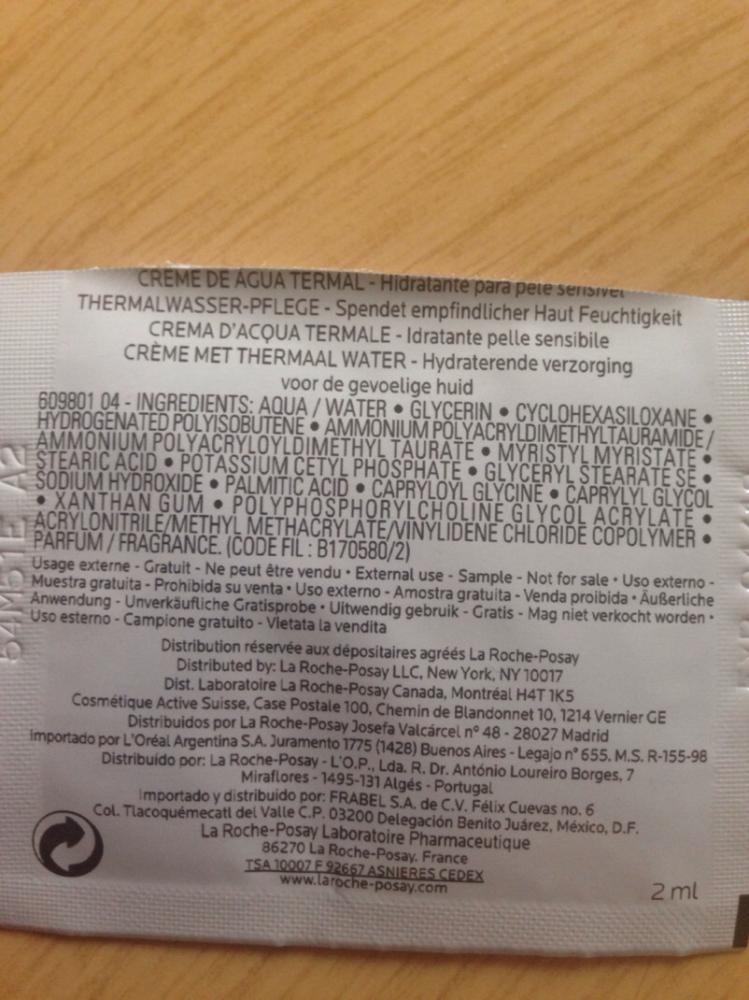 CREME DE ÁGUA TERMAL - Hidratante para pele sensível
THERMALWASSER-PFLEGE - Spendet empfindlicher Haut Feuchtigkeit
CREMA D'ACQUA TERMALE - Idratante pelle sensibile
CRÈME MET THERMAAL WATER - Hydraterende verzorging
voor de gevoelige huid
609801 04 - INGREDIENTS: AQUA / WATER • GLYCERIN • CYCLOHEXASILOXANE •
HYDROGENATED POLYISOBUTENE • AMMONIUM POLYACRYLDIMETHYLTAURAMIDE /
AMMONIUM POLYACRYLOYLDIMETHYL TAURATE • MYRISTYL MYRISTATE •
STEARIC ACID • POTASSIUM CETYL PHOSPHATE • GLYCERYL STEARATE SE •
SODIUM HYDROXIDE • PALMITIC ACID • CAPRYLOYL GLYCINE • CAPRYLYL GLYCOL
• XANTHAN GUM • POLYPHOSPHORYLCHOLINE GLYCOL ACRYLATE •
ACRYLONITRILE/METHYL METHACRYLATE/VINYLIDENE CHLORIDE COPOLYMER •
PARFUM / FRAGRANCE. (CODE FIL : B170580/2)
Usage externe - Gratuit - Ne peut être vendu • External use - Sample - Not for sale • Uso externo -
Muestra gratuita - Prohibida su venta • Uso externo - Amostra gratuita - Venda proibida • Äußerliche
Anwendung - Unverkäufliche Gratisprobe • Uitwendig gebruik - Gratis - Mag niet verkocht worden •
Uso esterno - Campione gratuito - Vietata la vendita
Distribution réservée aux dépositaires agréés La Roche-Posay
Distributed by: La Roche-Posay LLC, New York, NY 10017
Dist. Laboratoire La Roche-Posay Canada, Montréal H4T 1K5
Cosmétique Active Suisse, Case Postale 100, Chemin de Blandonnet 10, 1214 Vernier GE
Distribuidos por La Roche-Posay Josefa Valcárcel nº 48 - 28027 Madrid
Importado por L'Oréal Argentina S.A. Juramento 1775 (1428) Buenos Aires - Legajo n° 655. M.S. R-155-98
Distribuído por: La Roche-Posay - L'O.P., Lda. R. Dr. António Loureiro Borges, 7
Miraflores - 1495-131 Algés - Portugal
Importado y distribuido por: FRABEL S.A. de C.V. Félix Cuevas no. 6
Col. Tlacoquémecatl del Valle C.P. 03200 Delegación Benito Juárez, México, D.F.
La Roche-Posay Laboratoire Pharmaceutique
86270 La Roche-Posay. France
TSA 10007 F 92667 ASNIERES CEDEX
www.laroche-posay.com
2 ml